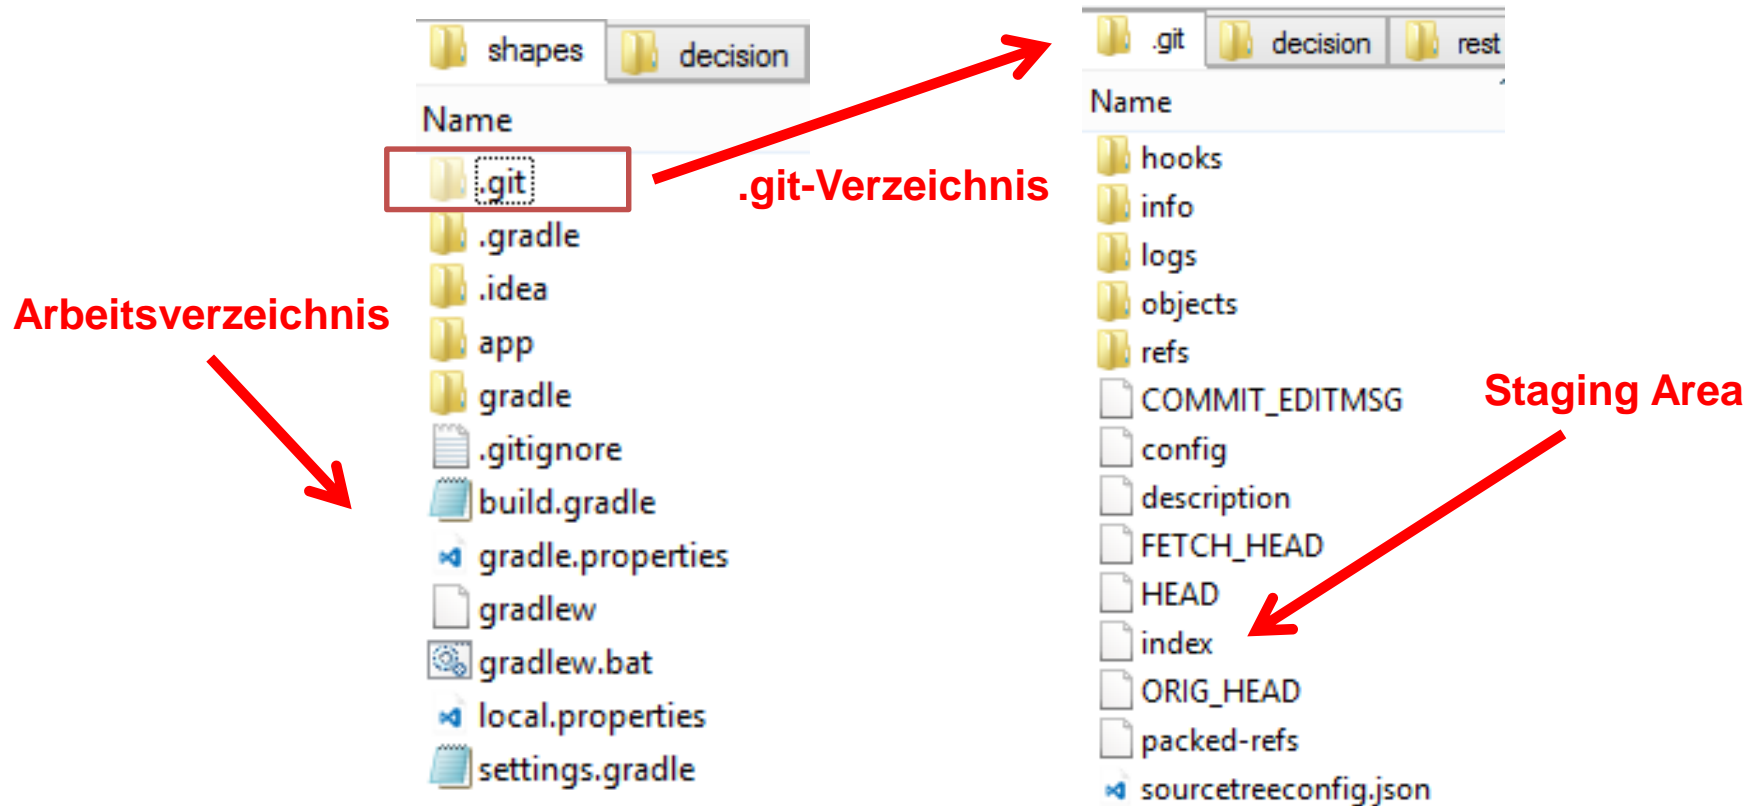 shapes decision
Name
.git
.gradle
.idea
app
gradle
.gitignore
build.gradle
gradle.properties
gradlew
gradlew.bat
local.properties
settings.gradle
Arbeitsverzeichnis
.git-Verzeichnis
.git decision rest
Name
hooks
info
logs
objects
refs
COMMIT_EDITMSG
config
description
FETCH_HEAD
HEAD
index
ORIG_HEAD
packed-refs
sourcetreeconfig.json
Staging Area